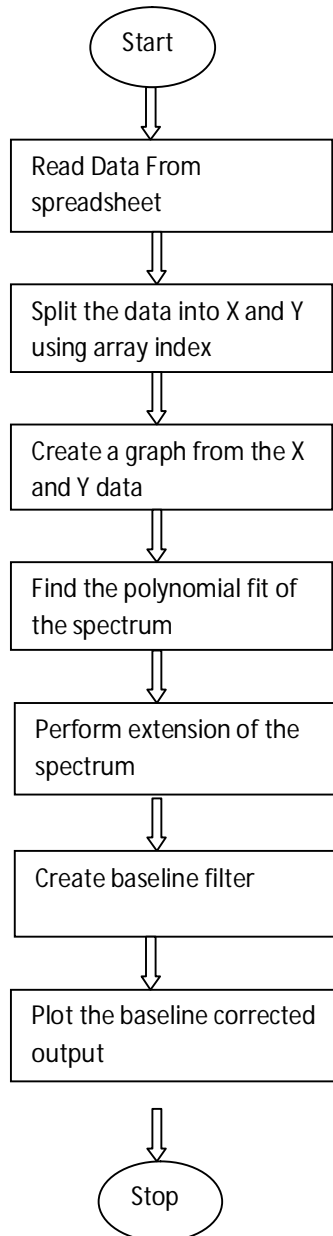 Start
Read Data From
spreadsheet
Split the data into X and Y
using array index
Create a graph from the X
and Y data
Find the polynomial fit of
the spectrum
Perform extension of the
spectrum
Create baseline filter
Plot the baseline corrected
output
Stop